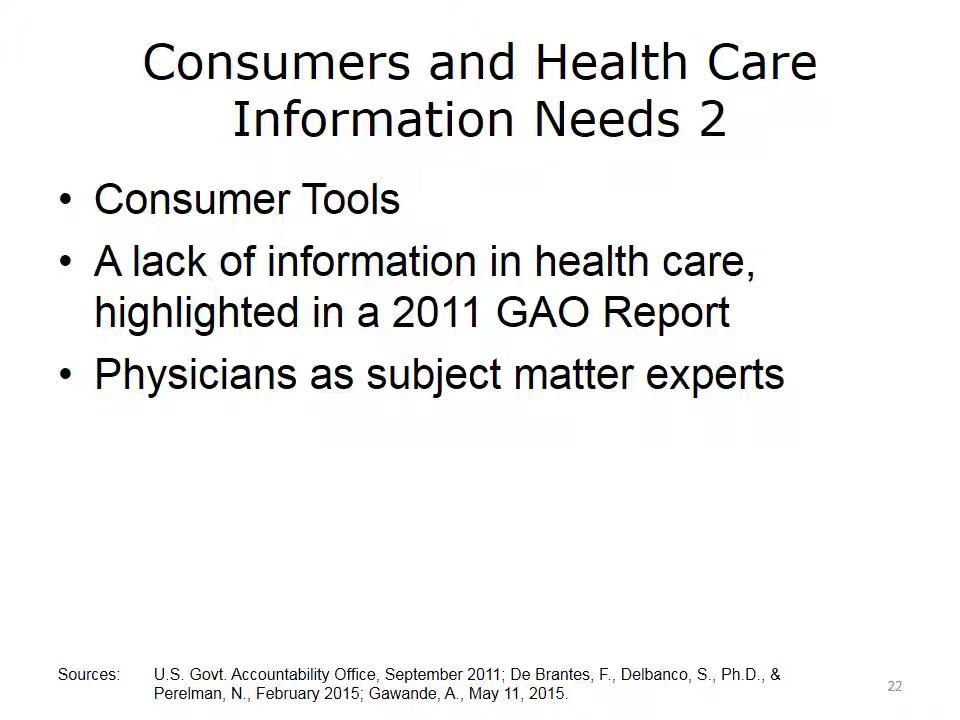 Consumers and Health Care
Information Needs 2
• Consumer Tools
• A lack of information in health care,
highlighted in a 2011 GAO Report
• Physicians as subject matter experts
Sources: U.S. Govt. Accountability Office, September 2011; De Brantes, F., Delbanco, S., Ph.D., &
Perelman, N., February 2015; Gawande, A., May 11, 2015.
22